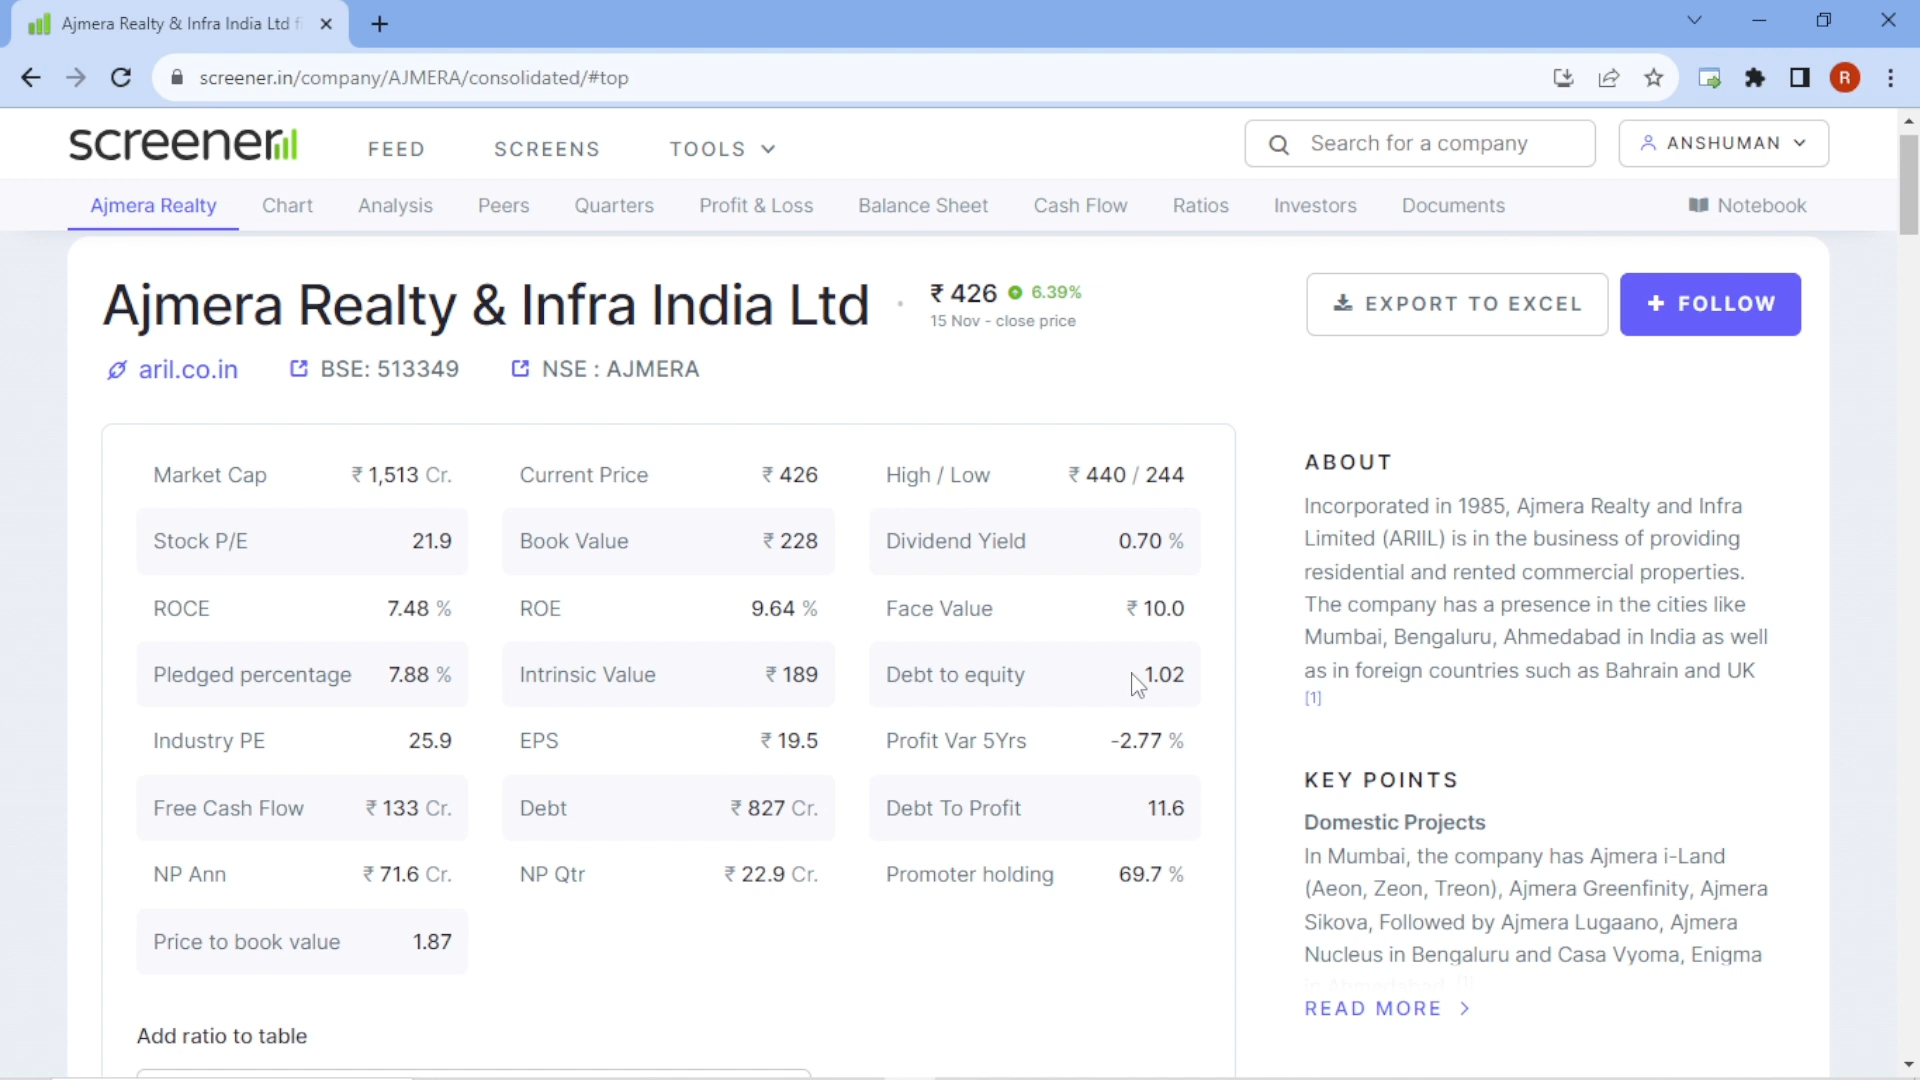 Ajmera Realty & Infra India Ltd
screener.in/company/AJMERA/consolidated/#top
R
screener
FEED
SCREENS
TOOLS
Search for a company
ANSHUMAN
Ajmera Realty
Chart
Analysis
Peers
Quarters
Profit & Loss
Balance Sheet
Cash Flow
Ratios
Investors
Documents
Notebook
Ajmera Realty & Infra India Ltd
₹ 426 6.39%
15 Nov - close price
EXPORT TO EXCEL
+ FOLLOW
aril.co.in
BSE: 513349
NSE : AJMERA
Market Cap ₹ 1,513 Cr.
Current Price ₹ 426
High / Low ₹ 440 / 244
Stock P/E 21.9
Book Value ₹ 228
Dividend Yield 0.70 %
ROCE 7.48 %
ROE 9.64 %
Face Value ₹ 10.0
Pledged percentage 7.88 %
Intrinsic Value ₹ 189
Debt to equity 1.02
Industry PE 25.9
EPS ₹ 19.5
Profit Var 5Yrs -2.77 %
Free Cash Flow ₹ 133 Cr.
Debt ₹ 827 Cr.
Debt To Profit 11.6
NP Ann ₹ 71.6 Cr.
NP Qtr ₹ 22.9 Cr.
Promoter holding 69.7 %
Price to book value 1.87
Add ratio to table
ABOUT
Incorporated in 1985, Ajmera Realty and Infra
Limited (ARIIL) is in the business of providing
residential and rented commercial properties.
The company has a presence in the cities like
Mumbai, Bengaluru, Ahmedabad in India as well
as in foreign countries such as Bahrain and UK
[1]
KEY POINTS
Domestic Projects
In Mumbai, the company has Ajmera i-Land
(Aeon, Zeon, Treon), Ajmera Greenfinity, Ajmera
Sikova, Followed by Ajmera Lugaano, Ajmera
Nucleus in Bengaluru and Casa Vyoma, Enigma
READ MORE